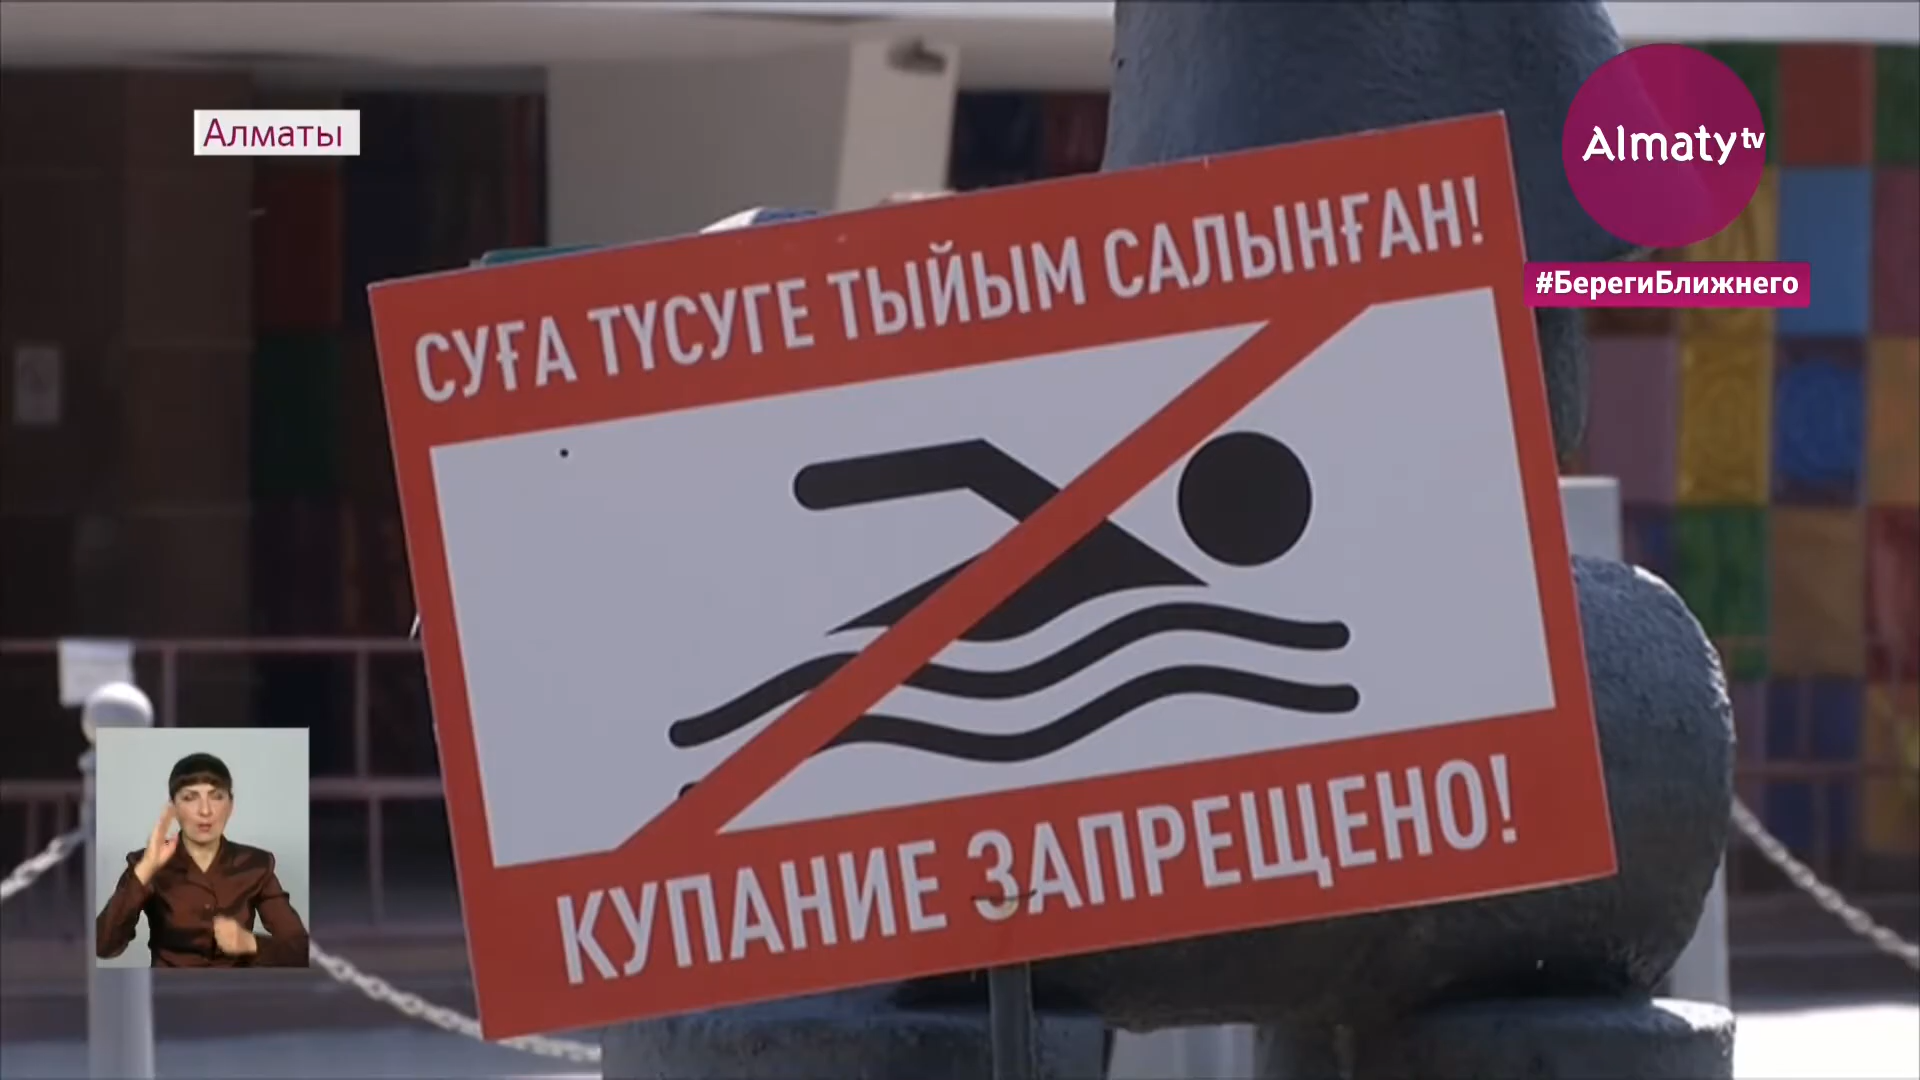 Алматы
Almaty tv
#БерегиБлижнего
СУҒА ТҮСУГЕ ТЫЙЫМ САЛЫНҒАН!
КУПАНИЕ ЗАПРЕЩЕНО!